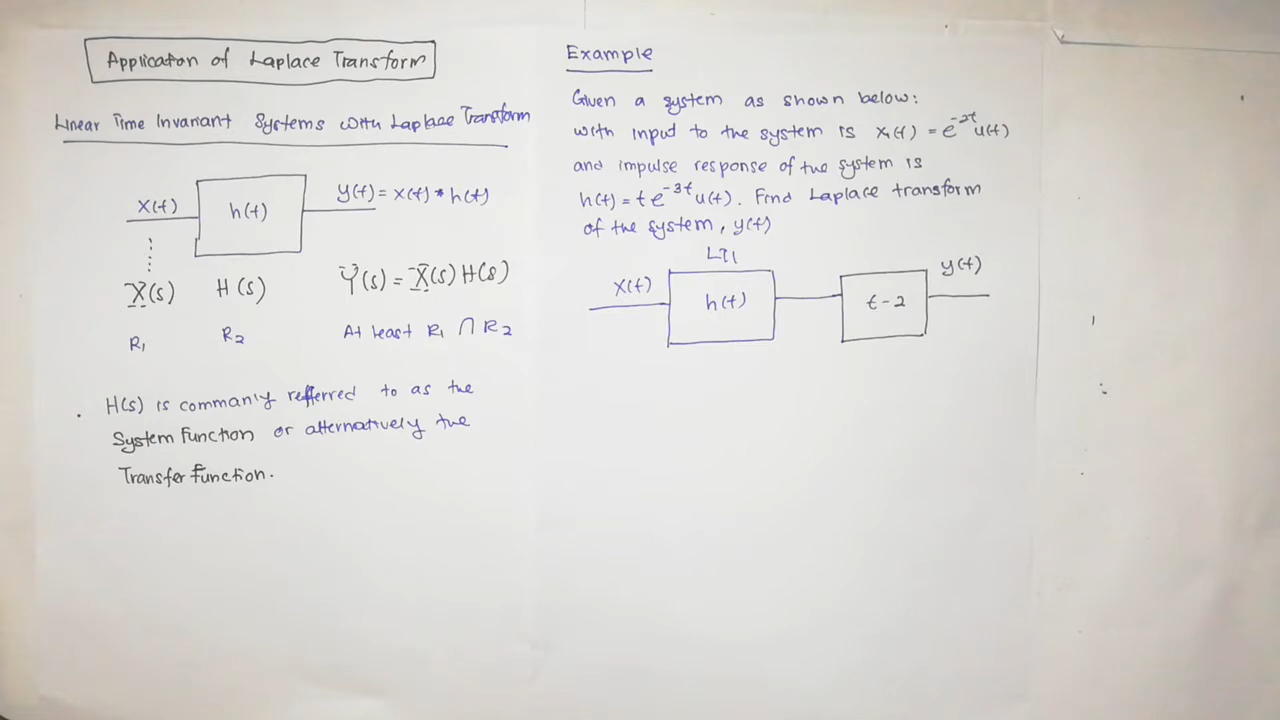 Application of Laplace Transform
Linear Time Invariant Systems with Laplace Transform
x(t)
h(t)
y(t) = x(t) * h(t)
X(s)
H(s)
Y(s) = X(s) H(s)
R1
R2
At least R1 ∩ R2
H(s) is commanly referred to as the
System Function or alternatively the
Transfer Function.
Example
Given a system as shown below:
with input to the system is x(t) = e^-2t u(t)
and impulse response of the system is
h(t) = t e^-3t u(t). Find Laplace transform
of the system, y(t)
LTI
x(t)
h(t)
t - 2
y(t)